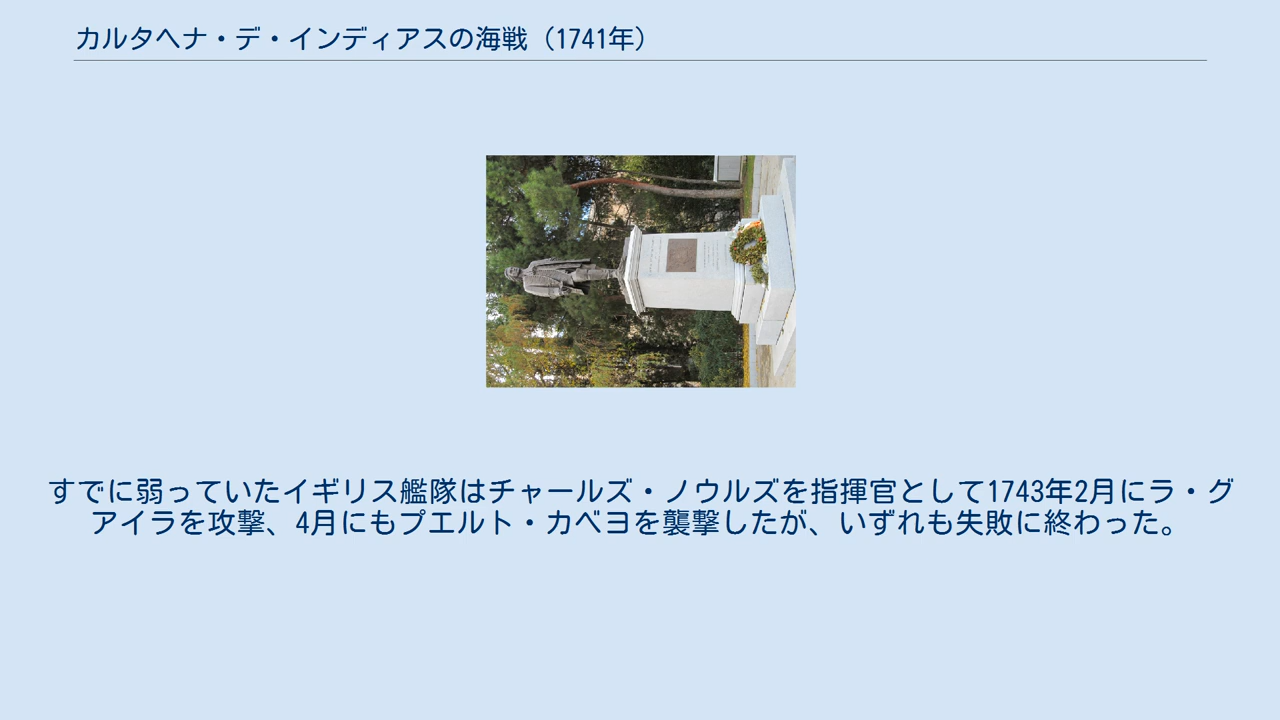 カルタヘナ・デ・インディアスの海戦（1741年）
すでに弱っていたイギリス艦隊はチャールズ・ノウルズを指揮官として1743年2月にラ・グ
アイラを攻撃、4月にもプエルト・カベヨを襲撃したが、いずれも失敗に終わった。